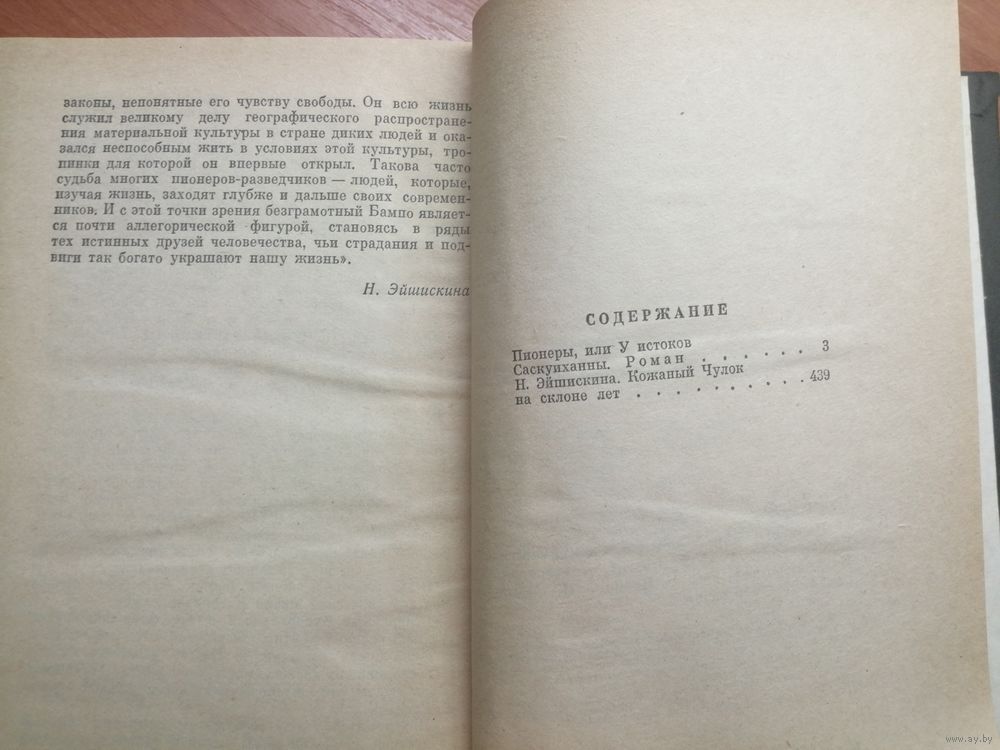 законы, непонятные его чувству свободы. Он всю жизнь
служил великому делу географического распростране-
ния материальной культуры в стране диких людей и ока-
зался неспособным жить в условиях этой культуры, тро-
пинки для которой он впервые открыл. Такова часто
судьба многих пионеров-разведчиков — людей, которые,
изучая жизнь, заходят глубже и дальше своих современ-
ников. И с этой точки зрения безграмотный Бампо являет-
ся почти аллегорической фигурой, становясь в ряды
тех истинных друзей человечества, чьи страдания и под-
виги так богато украшают нашу жизнь».
Н. Эйшискина
СОДЕРЖАНИЕ
Пионеры, или У истоков
Саскуиханны. Роман . . . . . . . 3
Н. Эйшискина. Кожаный Чулок
на склоне лет . . . . . . . . . . 439
www.ay.by